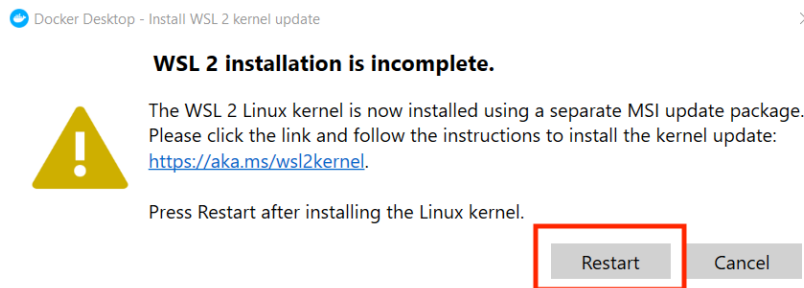 Docker Desktop - Install WSL 2 kernel update
WSL 2 installation is incomplete.
The WSL 2 Linux kernel is now installed using a separate MSI update package.
Please click the link and follow the instructions to install the kernel update:
https://aka.ms/wsl2kernel.
Press Restart after installing the Linux kernel.
Restart Cancel